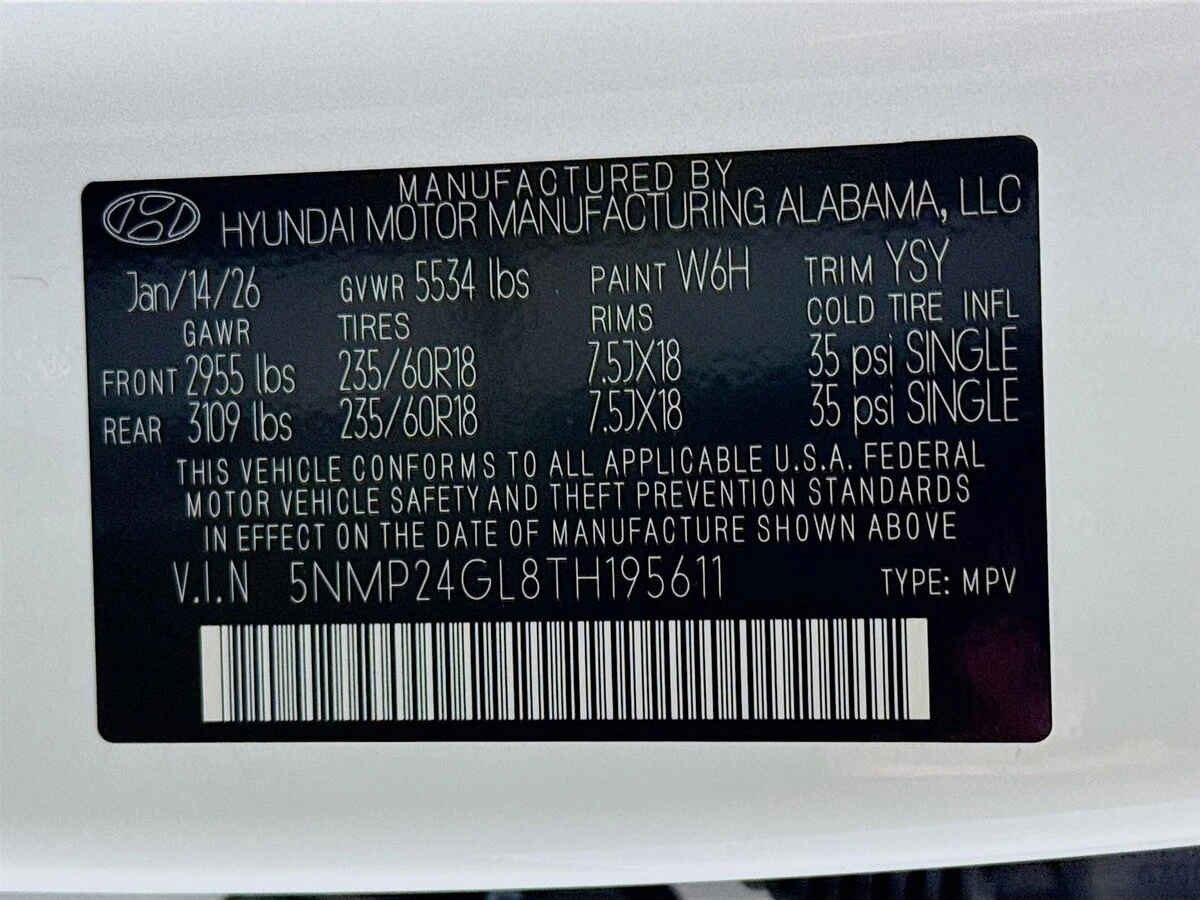 MANUFACTURED BY
HYUNDAI MOTOR MANUFACTURING ALABAMA, LLC
Jan/14/26 GVWR 5534 lbs PAINT W6H TRIM YSY
GAWR TIRES RIMS COLD TIRE INFL
FRONT 2955 lbs 235/60R18 7.5JX18 35 psi SINGLE
REAR 3109 lbs 235/60R18 7.5JX18 35 psi SINGLE
THIS VEHICLE CONFORMS TO ALL APPLICABLE U.S.A. FEDERAL
MOTOR VEHICLE SAFETY AND THEFT PREVENTION STANDARDS
IN EFFECT ON THE DATE OF MANUFACTURE SHOWN ABOVE
V.I.N 5NMP24GL8TH195611 TYPE: MPV